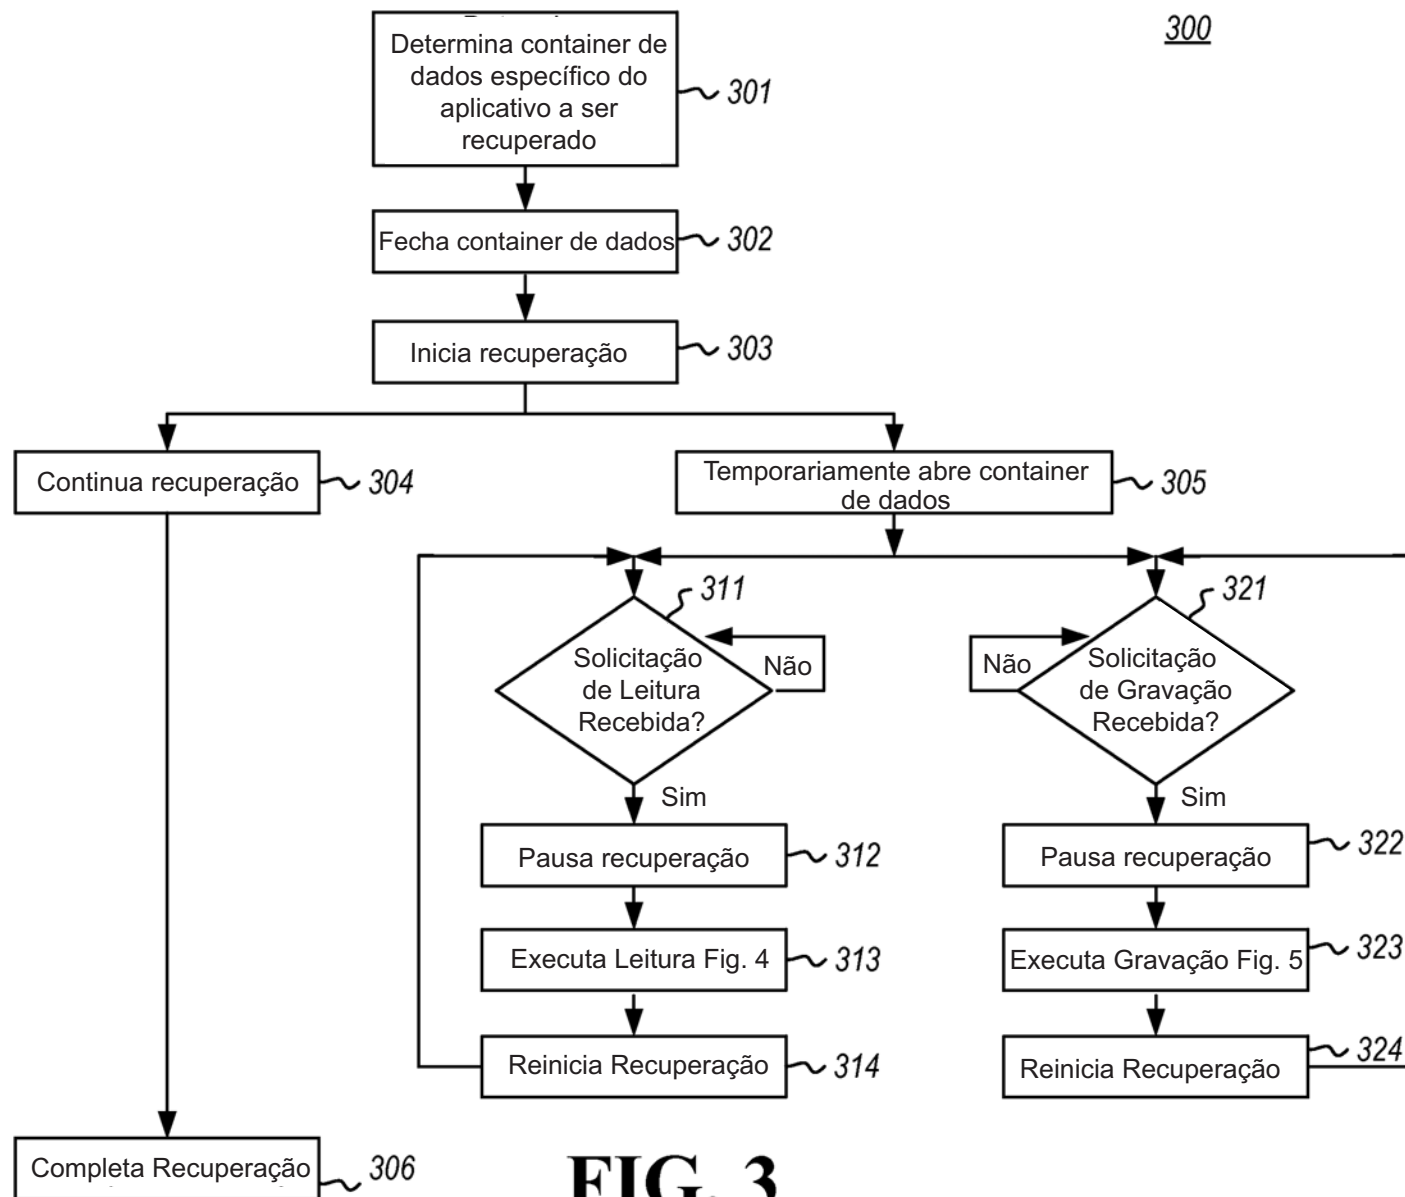 300
Determina container de
dados específico do
aplicativo a ser
recuperado
301
Fecha container de dados
302
Inicia recuperação
303
Continua recuperação
304
Temporariamente abre container
de dados
305
311
Solicitação
de Leitura
Recebida?
Não
Sim
321
Não
Solicitação
de Gravação
Recebida?
Sim
Pausa recuperação
312
Pausa recuperação
322
Executa Leitura Fig. 4
313
Executa Gravação Fig. 5
323
Reinicia Recuperação
314
Reinicia Recuperação
324
Completa Recuperação
306
FIG. 3